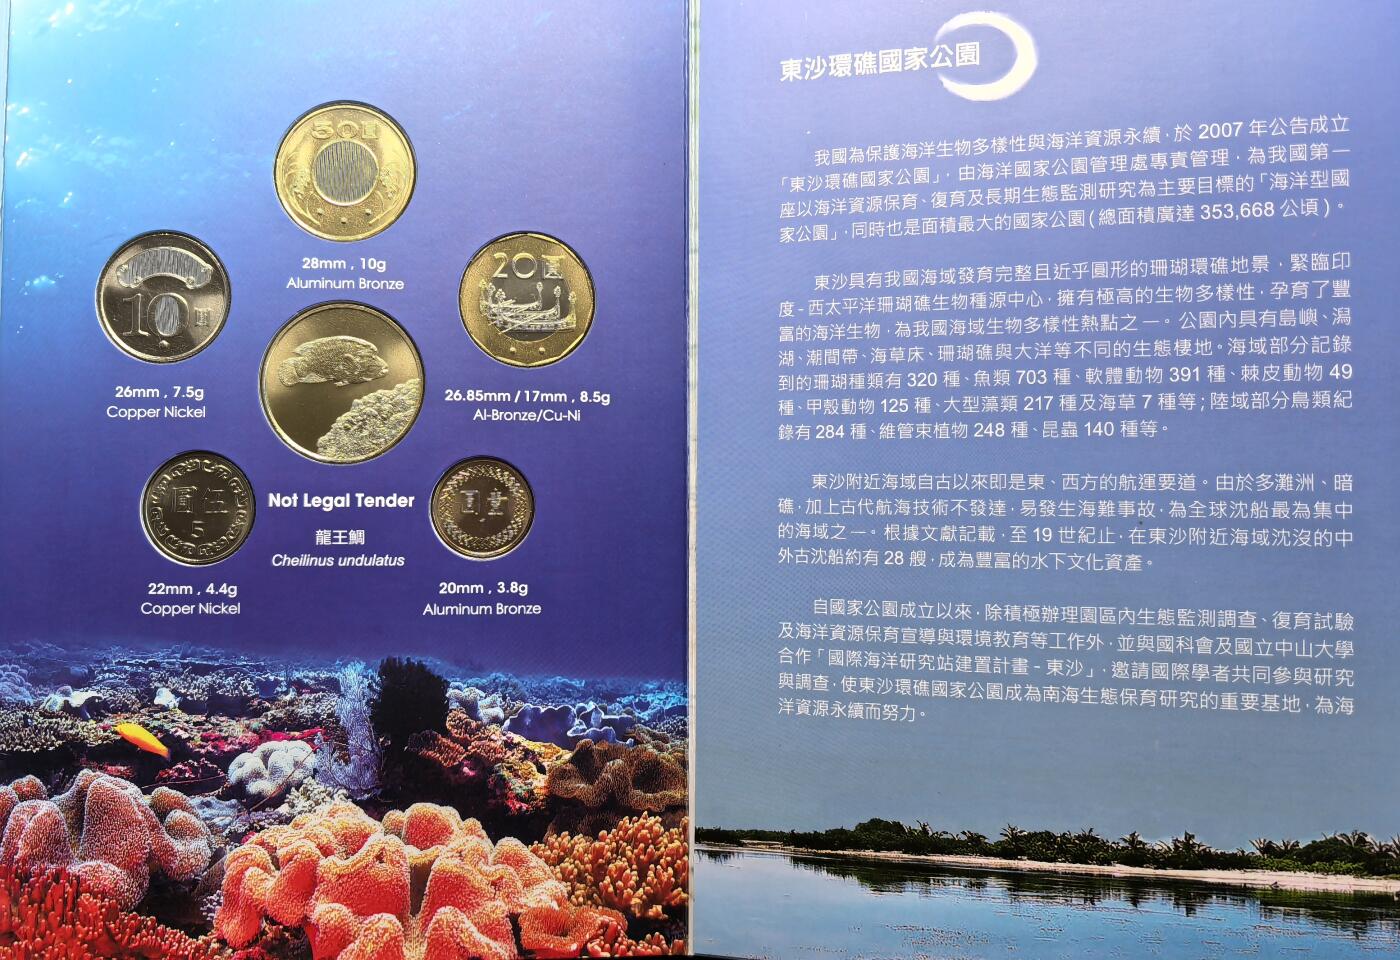 50圓
28mm , 10g
Aluminum Bronze
10圓
26mm , 7.5g
Copper Nickel
20圓
26.85mm / 17mm , 8.5g
Al-Bronze/Cu-Ni
圓伍
5
22mm , 4.4g
Copper Nickel
Not Legal Tender
龍王鯛
Cheilinus undulatus
圓壹
20mm , 3.8g
Aluminum Bronze
東沙環礁國家公園
我國為保護海洋生物多樣性與海洋資源永續，於 2007 年公告成立
「東沙環礁國家公園」，由海洋國家公園管理處專責管理，為我國第一
座以海洋資源保育、復育及長期生態監測研究為主要目標的「海洋型國
家公園」，同時也是面積最大的國家公園 ( 總面積廣達 353,668 公頃 ) 。
東沙具有我國海域發育完整且近乎圓形的珊瑚環礁地景，緊臨印
度 - 西太平洋珊瑚礁生物種源中心，擁有極高的生物多樣性，孕育了豐
富的海洋生物，為我國海域生物多樣性熱點之一。公園內具有島嶼、潟
湖、潮間帶、海草床、珊瑚礁與大洋等不同的生態棲地。海域部分記錄
到的珊瑚種類有 320 種、魚類 703 種、軟體動物 391 種、棘皮動物 49
種、甲殼動物 125 種、大型藻類 217 種及海草 7 種等；陸域部分鳥類紀
錄有 284 種、維管束植物 248 種、昆蟲 140 種等。
東沙附近海域自古以來即是東、西方的航運要道。由於多灘洲、暗
礁，加上古代航海技術不發達，易發生海難事故，為全球沈船最為集中
的海域之一。根據文獻記載，至 19 世紀止，在東沙附近海域沈沒的中
外古沈船約有 28 艘，成為豐富的水下文化資產。
自國家公園成立以來，除積極辦理園區內生態監測調查、復育試驗
及海洋資源保育宣導與環境教育等工作外，並與國科會及國立中山大學
合作「國際海洋研究站建置計畫 - 東沙」，邀請國際學者共同參與研究
與調查，使東沙環礁國家公園成為南海生態保育研究的重要基地，為海
洋資源永續而努力。